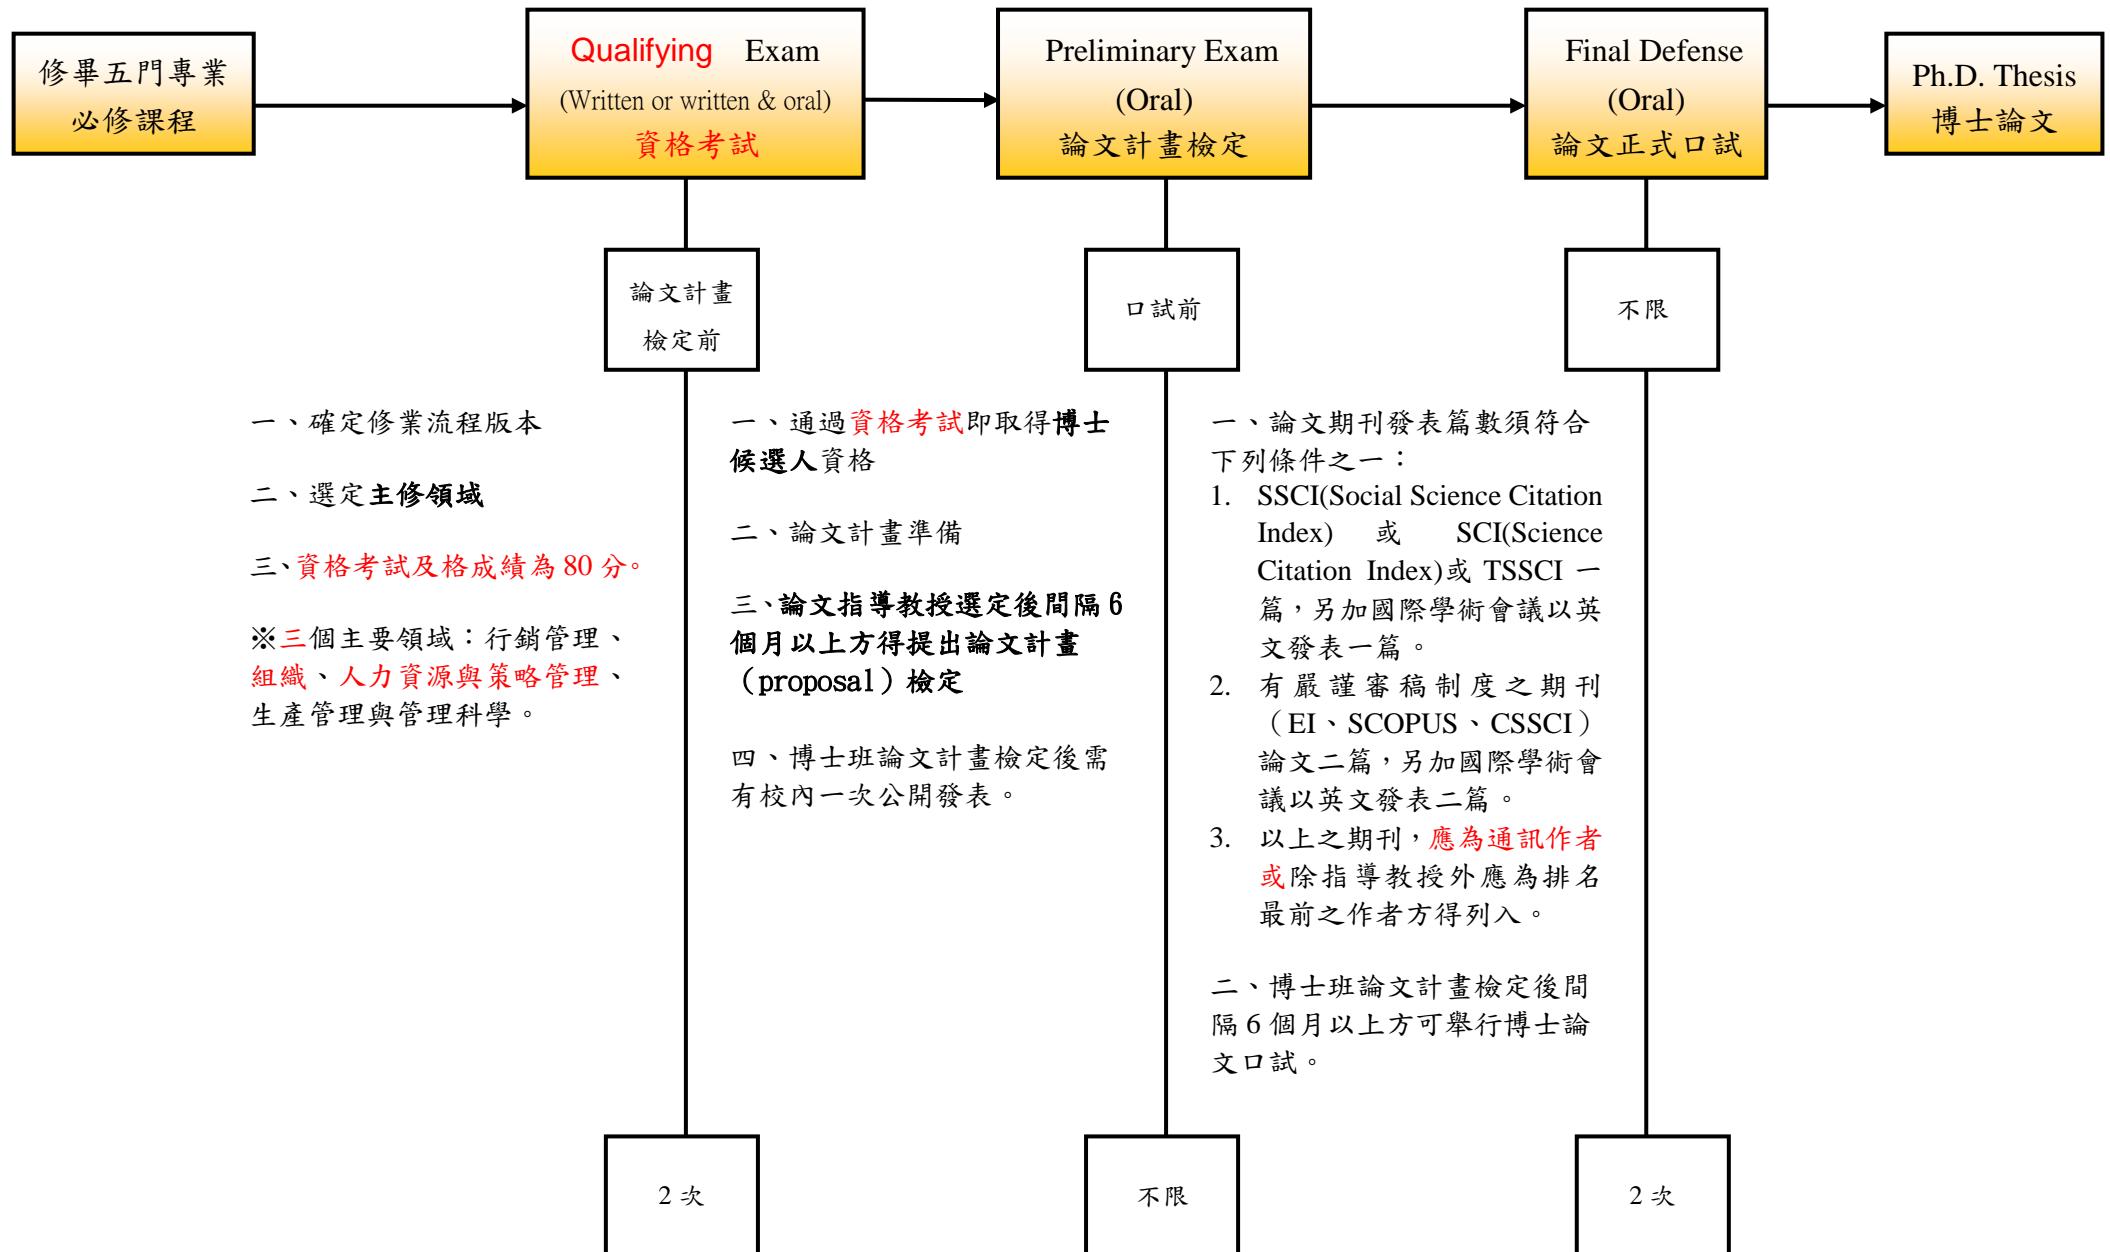 修畢五門專業
必修課程
Qualifying Exam
(Written or written & oral)
資格考試
Preliminary Exam
(Oral)
論文計畫檢定
Final Defense
(Oral)
論文正式口試
Ph.D. Thesis
博士論文
論文計畫
檢定前
口試前
不限
一、確定修業流程版本
二、選定主修領域
三、資格考試及格成績為 80 分。
※三個主要領域：行銷管理、
組織、人力資源與策略管理、
生產管理與管理科學。
一、通過資格考試即取得博士
候選人資格
二、論文計畫準備
三、論文指導教授選定後間隔 6
個月以上方得提出論文計畫
（proposal）檢定
四、博士班論文計畫檢定後需
有校內一次公開發表。
一、論文期刊發表篇數須符合
下列條件之一：
1. SSCI(Social Science Citation
Index) 或 SCI(Science
Citation Index)或 TSSCI 一
篇，另加國際學術會議以英
文發表一篇。
2. 有嚴謹審稿制度之期刊
（EI、SCOPUS、CSSCI）
論文二篇，另加國際學術會
議以英文發表二篇。
3. 以上之期刊，應為通訊作者
或除指導教授外應為排名
最前之作者方得列入。
二、博士班論文計畫檢定後間
隔 6 個月以上方可舉行博士論
文口試。
2 次
不限
2 次